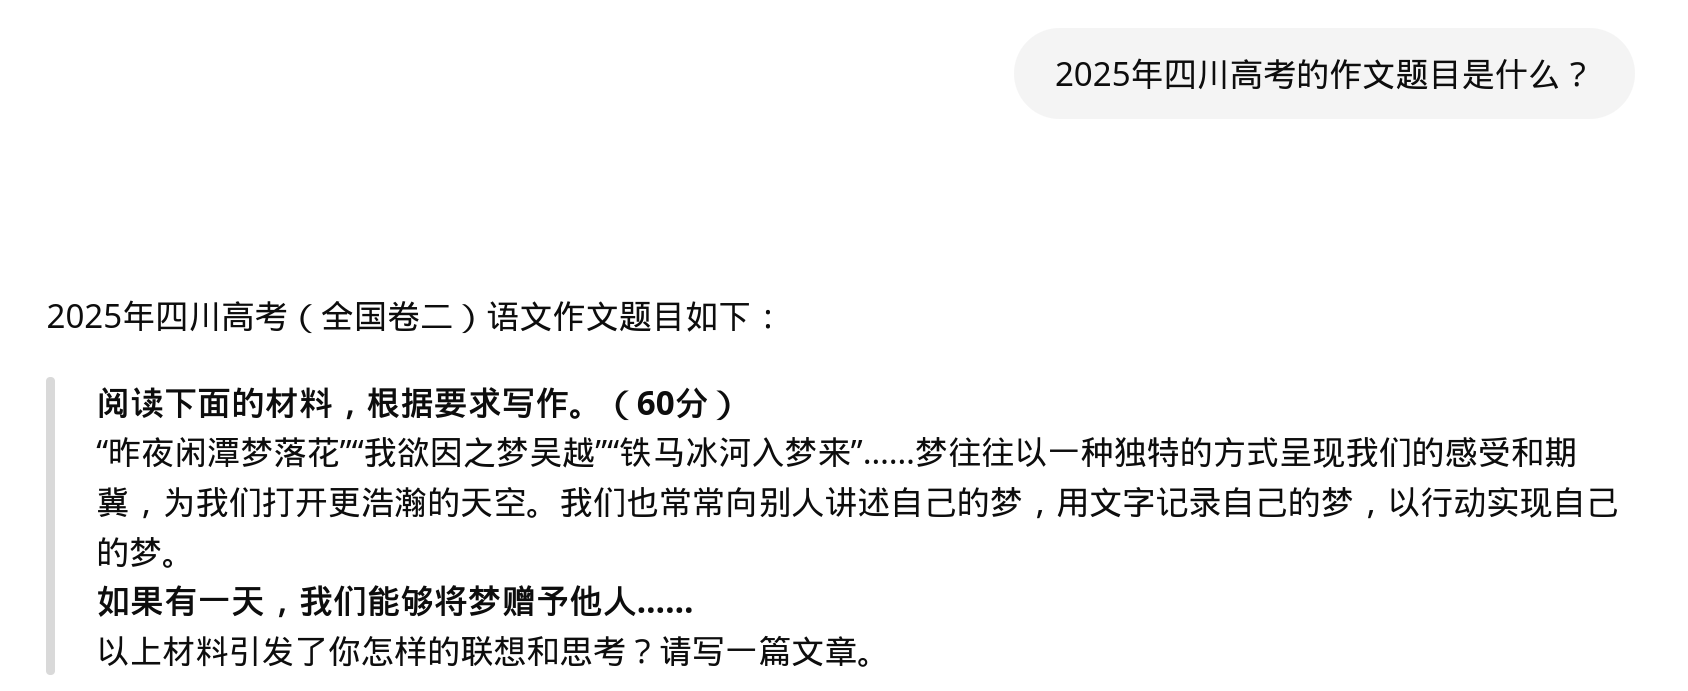 2025年四川高考的作文题目是什么？
2025年四川高考（全国卷二）语文作文题目如下：
阅读下面的材料，根据要求写作。（60分）
“昨夜闲潭梦落花”“我欲因之梦吴越”“铁马冰河入梦来”……梦往往以一种独特的方式呈现我们的感受和期
冀，为我们打开更浩瀚的天空。我们也常常向别人讲述自己的梦，用文字记录自己的梦，以行动实现自己
的梦。
如果有一天，我们能够将梦赠予他人……
以上材料引发了你怎样的联想和思考？请写一篇文章。